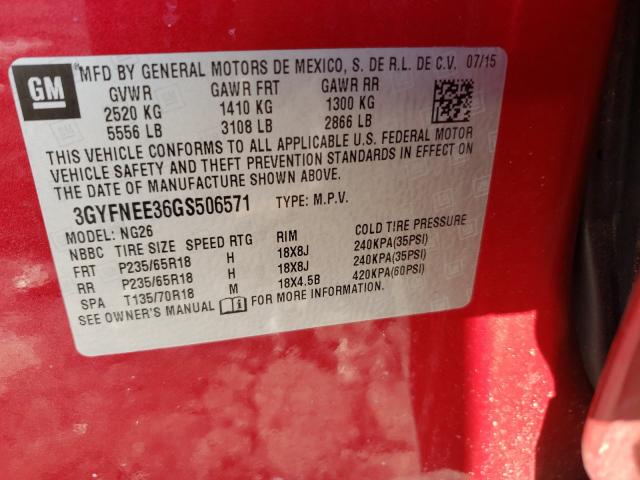 GM
MFD BY GENERAL MOTORS DE MEXICO, S. DE R.L. DE C.V. 07/15
GVWR GAWR FRT GAWR RR
2520 KG 1410 KG 1300 KG
5556 LB 3108 LB 2866 LB
THIS VEHICLE CONFORMS TO ALL APPLICABLE U.S. FEDERAL MOTOR
VEHICLE SAFETY AND THEFT PREVENTION STANDARDS IN EFFECT ON
THE DATE OF MANUFACTURE SHOWN ABOVE.
3GYFNEE36GS506571 TYPE: M.P.V.
MODEL: NG26
NBBC TIRE SIZE SPEED RTG RIM COLD TIRE PRESSURE
FRT P235/65R18 H 18X8J 240KPA(35PSI)
RR P235/65R18 H 18X8J 240KPA(35PSI)
SPA T135/70R18 M 18X4.5B 420KPA(60PSI)
SEE OWNER'S MANUAL FOR MORE INFORMATION.